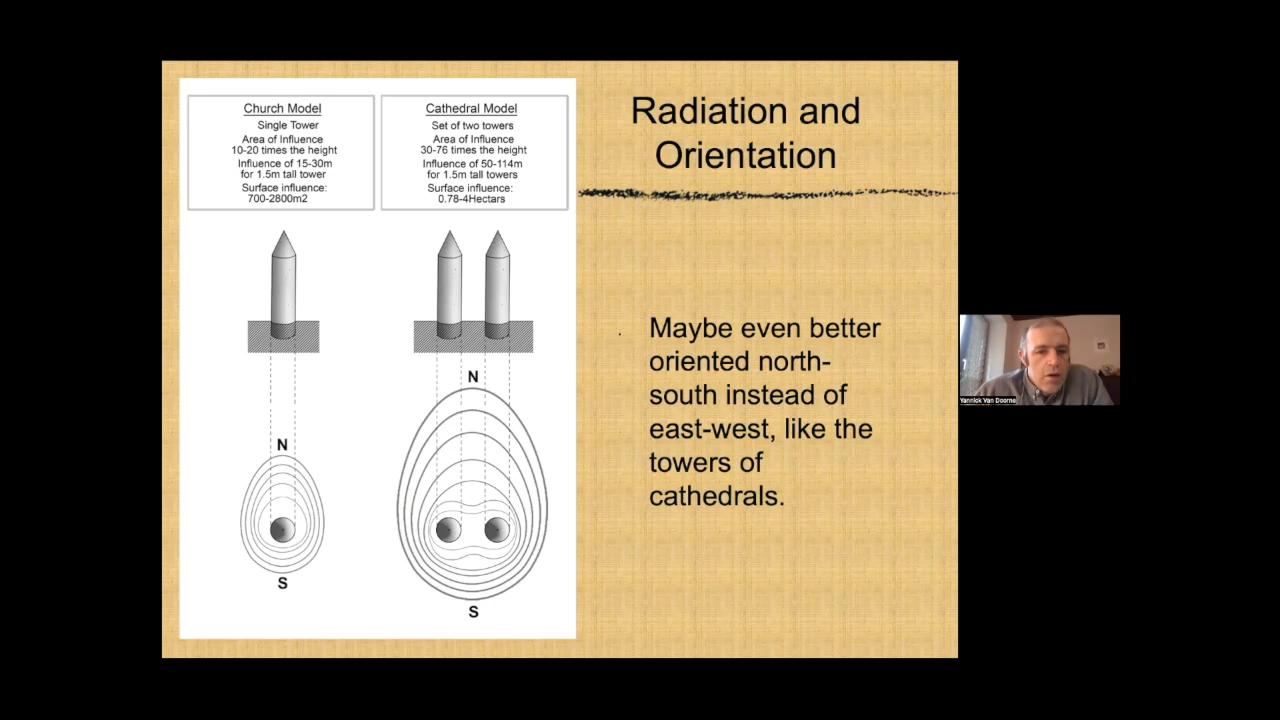 Church Model
Single Tower
Area of Influence
10-20 times the height
Influence of 15-30m
for 1.5m tall tower
Surface influence:
700-2800m2
Cathedral Model
Set of two towers
Area of Influence
30-76 times the height
Influence of 50-114m
for 1.5m tall towers
Surface influence:
0.78-4Hectars
N
S
N
S
Radiation and
Orientation
Maybe even better
oriented north-
south instead of
east-west, like the
towers of
cathedrals.
Yannick Van Doorne